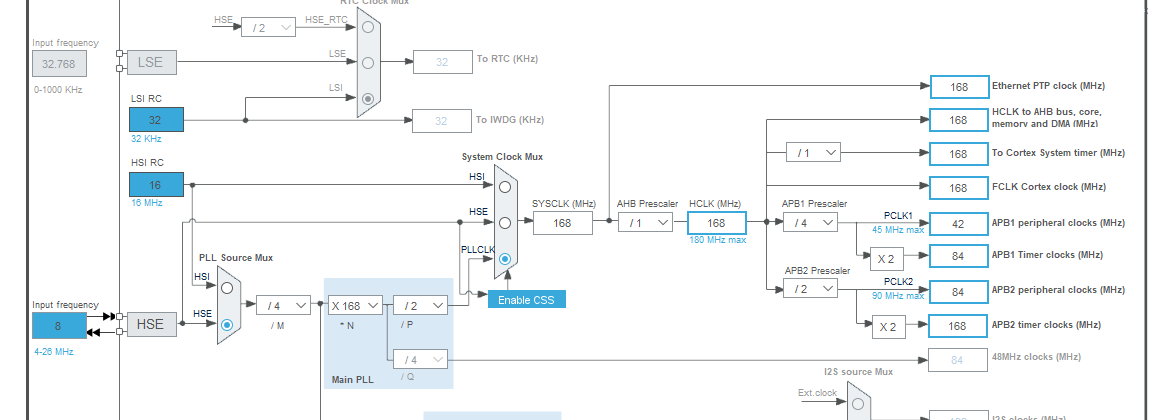 RTC Clock Mux
HSE
/ 2
HSE_RTC
Input frequency
32.768
0-1000 KHz
LSE
LSE
32
To RTC (KHz)
LSI
LSI RC
32
32 KHz
32
To IWDG (KHz)
HSI RC
16
16 MHz
System Clock Mux
HSI
HSE
PLLCLK
SYSCLK (MHz)
168
AHB Prescaler
/ 1
HCLK (MHz)
168
180 MHz max
168
Ethernet PTP clock (MHz)
168
HCLK to AHB bus, core,
memory and DMA (MHz)
/ 1
168
To Cortex System timer (MHz)
168
FCLK Cortex clock (MHz)
APB1 Prescaler
/ 4
PCLK1
45 MHz max
42
APB1 peripheral clocks (MHz)
X 2
84
APB1 Timer clocks (MHz)
APB2 Prescaler
/ 2
PCLK2
90 MHz max
84
APB2 peripheral clocks (MHz)
X 2
168
APB2 timer clocks (MHz)
PLL Source Mux
HSI
HSE
Input frequency
8
4-26 MHz
HSE
/ 4
/ M
X 168
* N
/ 2
/ P
/ 4
/ Q
Main PLL
Enable CSS
84
48MHz clocks (MHz)
I2S source Mux
Ext.clock
I2S clocks (MHz)